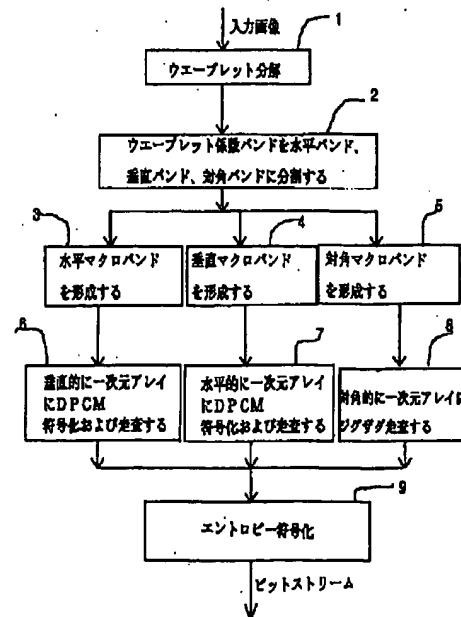 1
入力画像
ウエーブレット分解
2
ウエーブレット係数バンドを水平バンド、
垂直バンド、対角バンドに分割する
3
4
5
水平マクロバンド
を形成する
垂直マクロバンド
を形成する
対角マクロバンド
を形成する
6
7
8
垂直的に一次元アレイ
にDPCM
符号化および走査する
水平的に一次元アレイ
にDPCM
符号化および走査する
対角的に一次元アレイに
ジグザグ走査する
9
エントロピー符号化
ビットストリーム